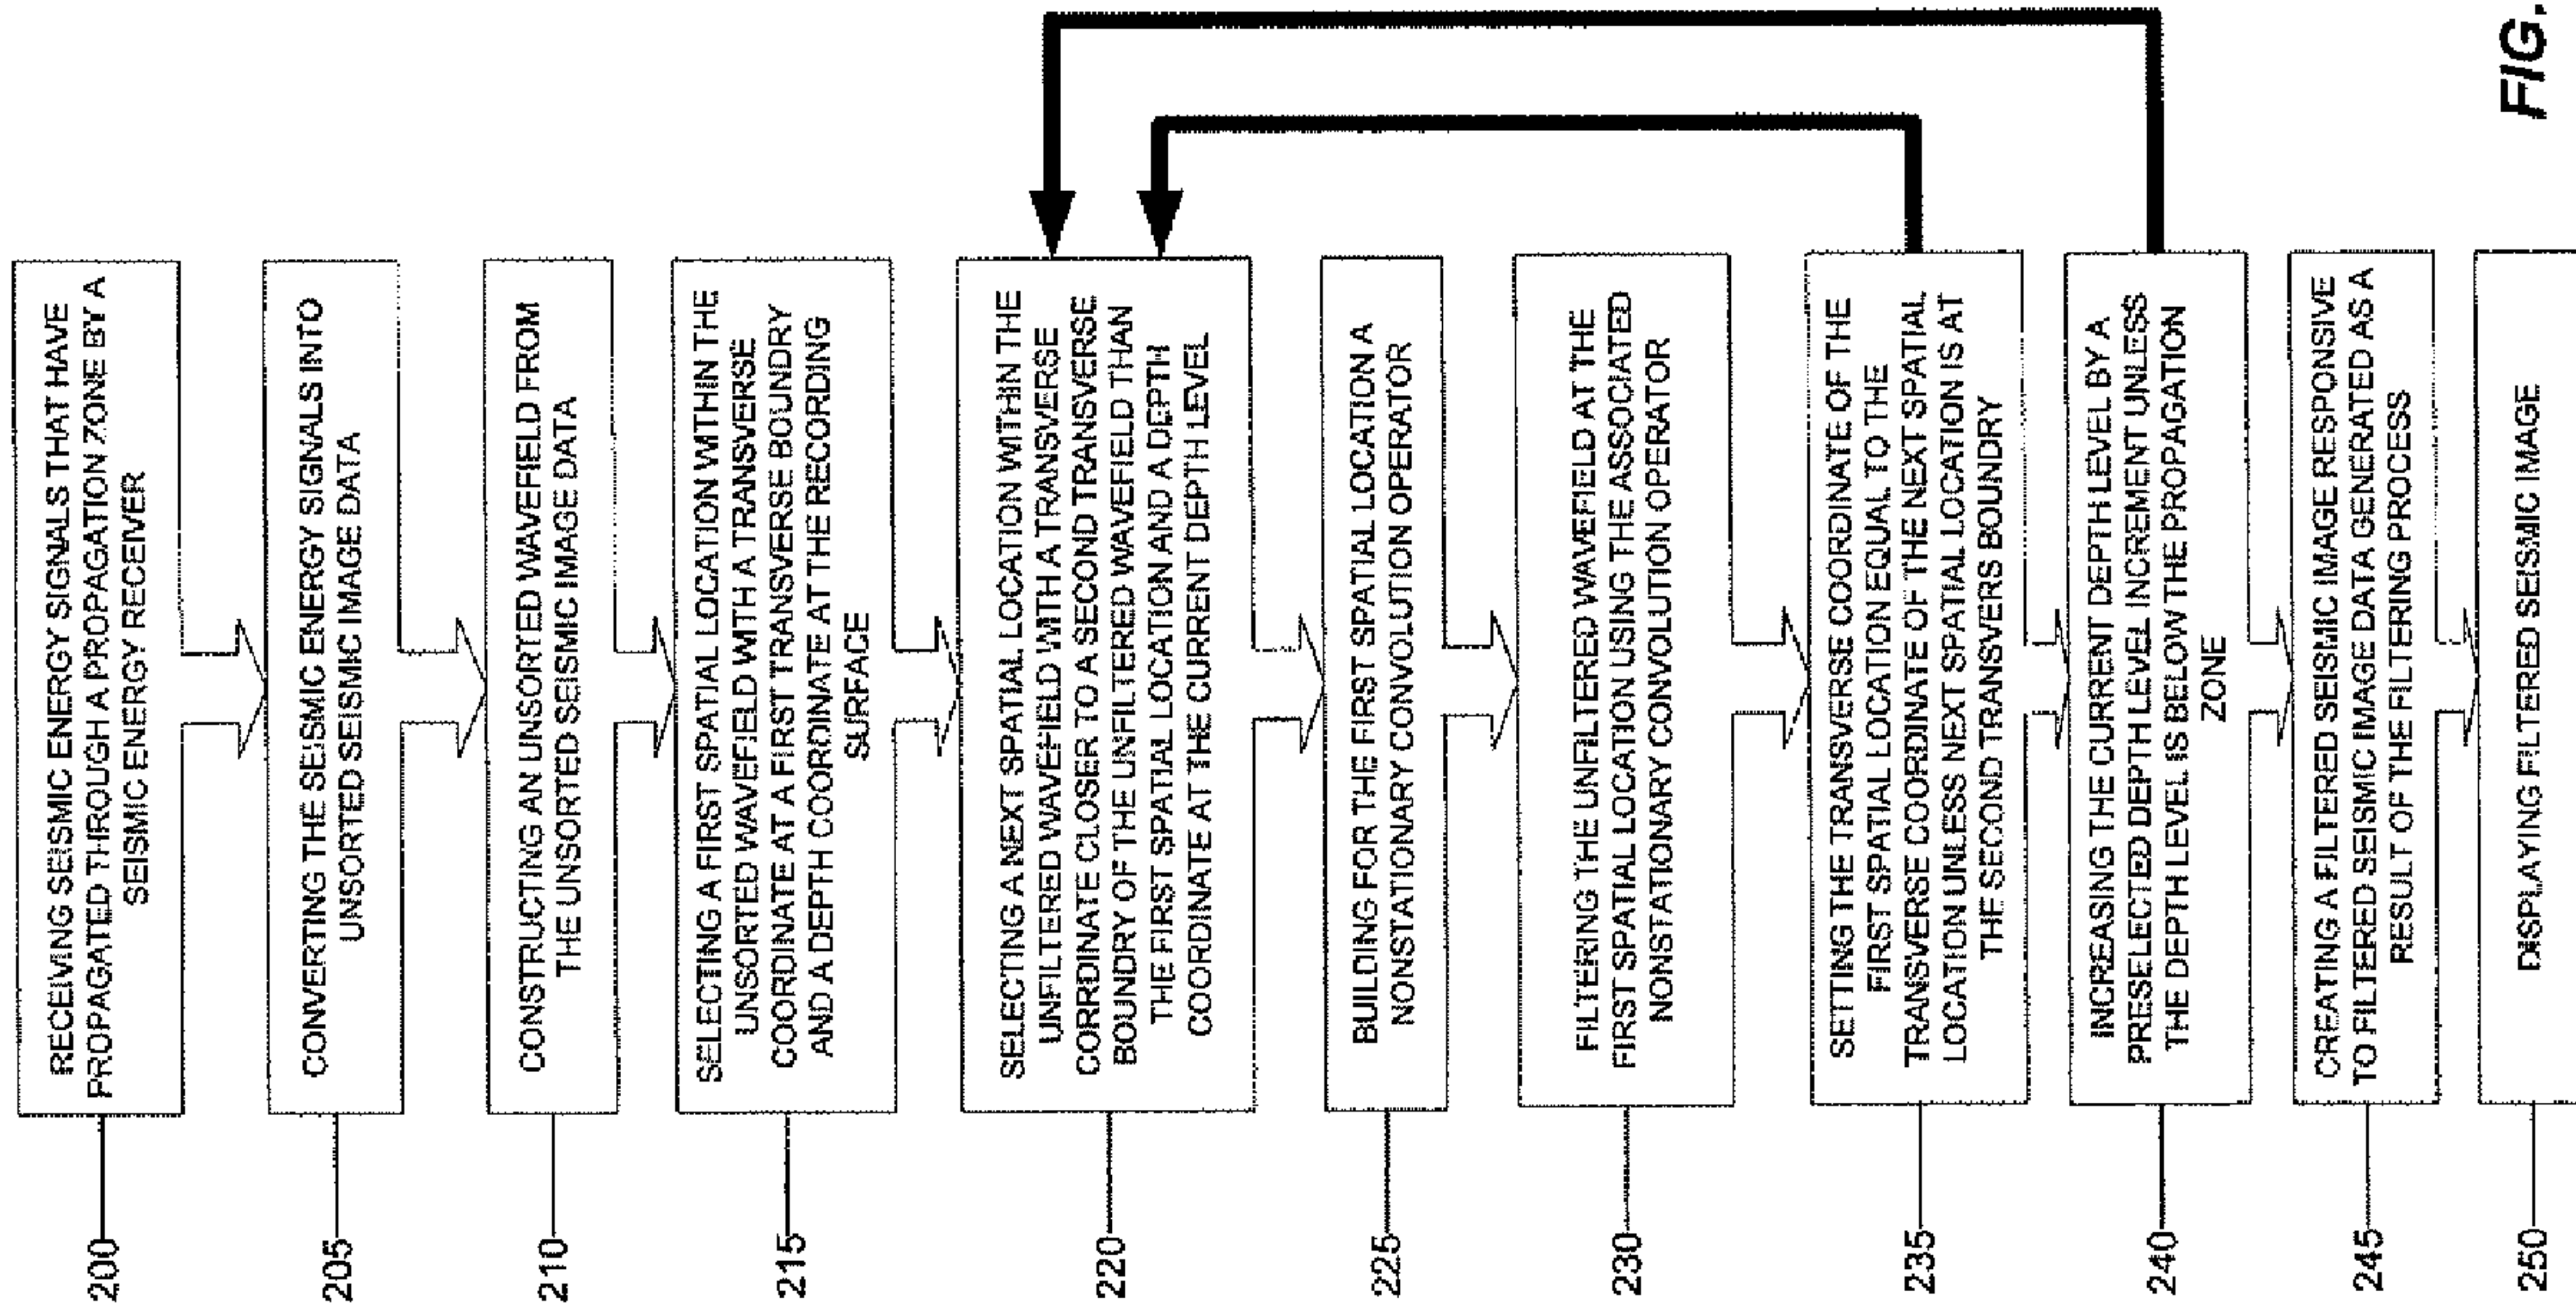 200
RECEIVING SEISMIC ENERGY SIGNALS THAT HAVE
PROPAGATED THROUGH A PROPAGATION ZONE BY A
SEISMIC ENERGY RECEIVER
205
CONVERTING THE SEISMIC ENERGY SIGNALS INTO
UNSORTED SEISMIC IMAGE DATA
210
CONSTRUCTING AN UNSORTED WAVEFIELD FROM
THE UNSORTED SEISMIC IMAGE DATA
215
SELECTING A FIRST SPATIAL LOCATION WITHIN THE
UNSORTED WAVEFIELD WITH A TRANSVERSE
COORDINATE AT A FIRST TRANSVERSE BOUNDRY
AND A DEPTH COORDINATE AT THE RECORDING
SURFACE
220
SELECTING A NEXT SPATIAL LOCATION WITHIN THE
UNFILTERED WAVEFIELD WITH A TRANSVERSE
CORRDINATE CLOSER TO A SECOND TRANSVERSE
BOUNDRY OF THE UNFILTERED WAVEFIELD THAN
THE FIRST SPATIAL LOCATION AND A DEPTH
COORDINATE AT THE CURRENT DEPTH LEVEL
225
BUILDING FOR THE FIRST SPATIAL LOCATION A
NONSTATIONARY CONVOLUTION OPERATOR
230
FILTERING THE UNFILTERED WAVEFIELD AT THE
FIRST SPATIAL LOCATION USING THE ASSOCIATED
NONSTATIONARY CONVOLUTION OPERATOR
235
SETTING THE TRANSVERSE COORDINATE OF THE
FIRST SPATIAL LOCATION EQUAL TO THE
TRANSVERSE COORDINATE OF THE NEXT SPATIAL
LOCATION UNLESS NEXT SPATIAL LOCATION IS AT
THE SECOND TRANSVERS BOUNDRY
240
INCREASING THE CURRENT DEPTH LEVEL BY A
PRESELECTED DEPTH LEVEL INCREMENT UNLESS
THE DEPTH LEVEL IS BELOW THE PROPAGATION
ZONE
245
CREATING A FILTERED SEISMIC IMAGE RESPONSIVE
TO FILTERED SEISMIC IMAGE DATA GENERATED AS A
RESULT OF THE FILTERING PROCESS
250
DISPLAYING FILTERED SEISMIC IMAGE
FIG.